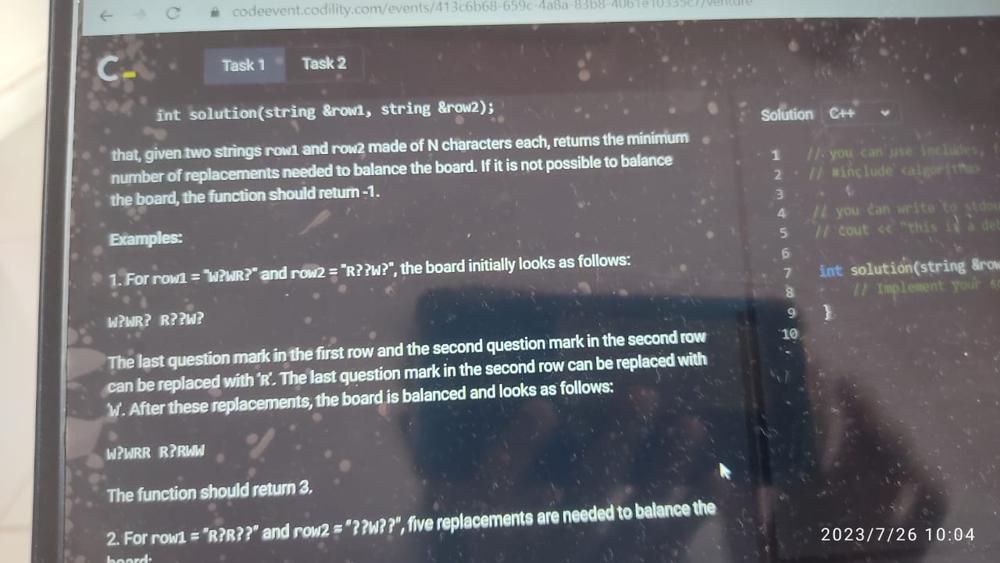 codeevent.codility.com/events/413c6b68-659c-4a8a-83b8-4061e10335c7/venture
Task 1 Task 2
int solution(string &row1, string &row2);
that, given two strings row1 and row2 made of N characters each, returns the minimum
number of replacements needed to balance the board. If it is not possible to balance
the board, the function should return -1.
Examples:
1. For row1 = "W?WR?" and row2 = "R??W?", the board initially looks as follows:
W?WR? R??W?
The last question mark in the first row and the second question mark in the second row
can be replaced with 'R'. The last question mark in the second row can be replaced with
'W'. After these replacements, the board is balanced and looks as follows:
W?WRR R?RWW
The function should return 3.
2. For row1 = "R?R??" and row2 = "??W??", five replacements are needed to balance the
board:
Solution C++
1 // you can use includes,
2 // #include <algorithm>
3
4 // you can write to stdou
5 // cout << "this is a deb
6
7 int solution(string &row
8 // Implement your
9 }
10
2023/7/26 10:04